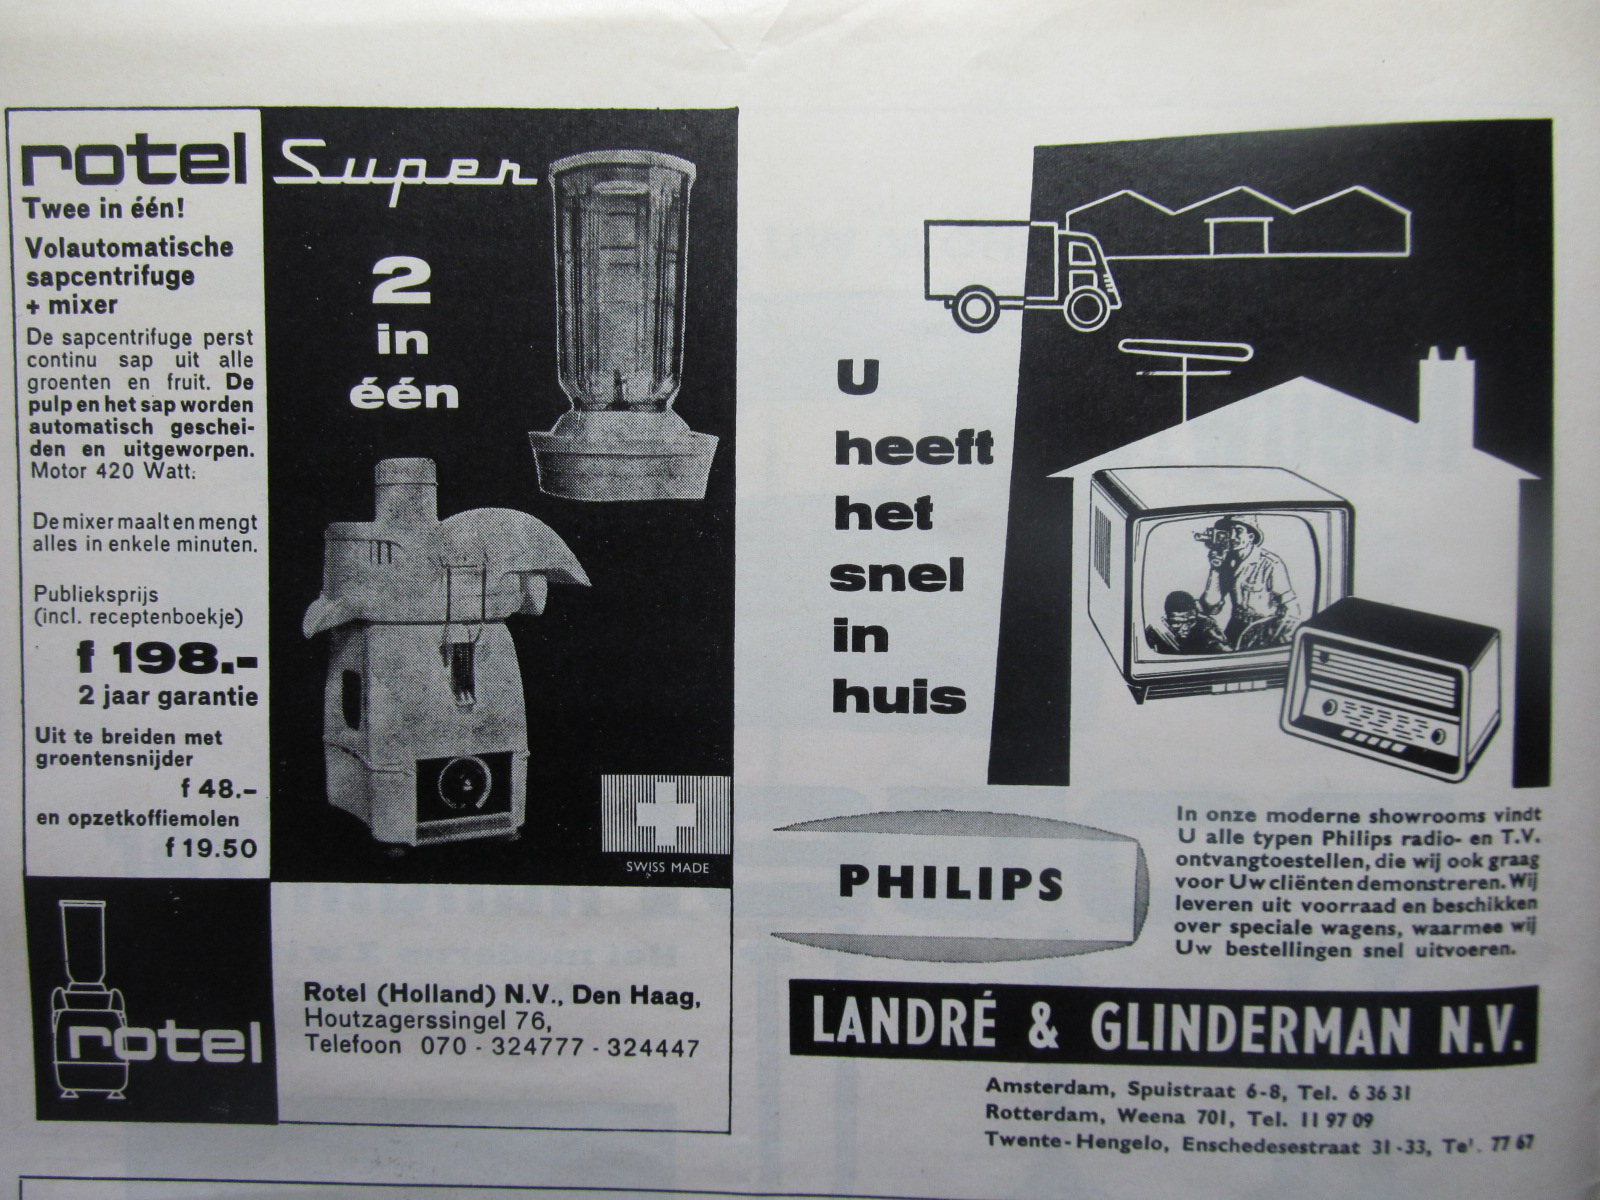 rotel
Twee in één!
Volautomatische
sapcentrifuge
+ mixer
De sapcentrifuge perst
continu sap uit alle
groenten en fruit. De
pulp en het sap worden
automatisch geschei-
den en uitgeworpen.
Motor 420 Watt.
De mixer maalt en mengt
alles in enkele minuten.
Publieksprijs
(incl. receptenboekje)
f 198.-
2 jaar garantie
Uit te breiden met
groentensnijder
f 48.-
en opzetkoffiemolen
f 19.50
Super
2
in
één
SWISS MADE
rotel
Rotel (Holland) N.V., Den Haag,
Houtzagerssingel 76,
Telefoon 070 - 324777 - 324447
U
heeft
het
snel
in
huis
PHILIPS
In onze moderne showrooms vindt
U alle typen Philips radio- en T.V.
ontvangtoestellen, die wij ook graag
voor Uw cliënten demonstreren. Wij
leveren uit voorraad en beschikken
over speciale wagens, waarmee wij
Uw bestellingen snel uitvoeren.
LANDRÉ & GLINDERMAN N.V.
Amsterdam, Spuistraat 6-8, Tel. 6 36 31
Rotterdam, Weena 701, Tel. 11 97 09
Twente-Hengelo, Enschedesestraat 31-33, Tel. 77 67